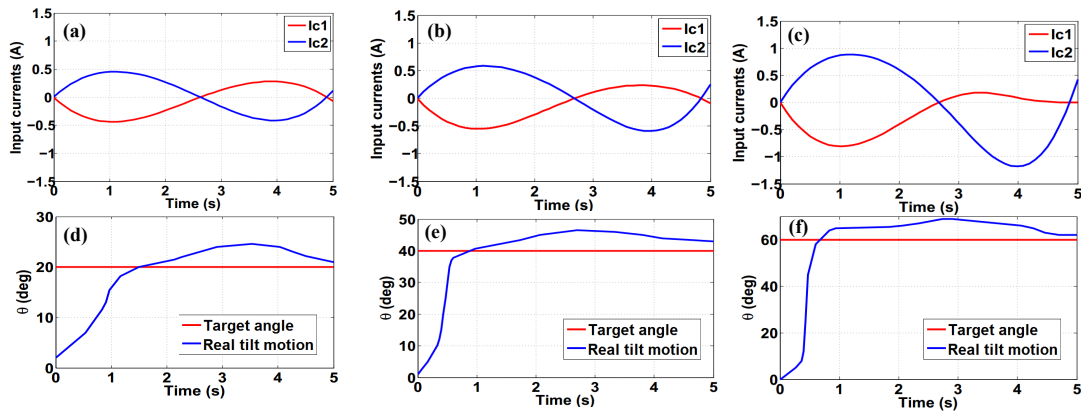 (a)
Ic1
Ic2
Input currents (A)
1.5
1
0.5
0
−0.5
−1
−1.5
0 1 2 3 4 5
Time (s)
(b)
Ic1
Ic2
Input currents (A)
1.5
1
0.5
0
−0.5
−1
−1.5
0 1 2 3 4 5
Time (s)
(c)
Ic1
Ic2
Input currents (A)
1.5
1
0.5
0
−0.5
−1
−1.5
0 1 2 3 4 5
Time (s)
(d)
θ (deg)
30
20
10
0
Target angle
Real tilt motion
0 1 2 3 4 5
Time (s)
(e)
θ (deg)
50
40
30
20
10
0
Target angle
Real tilt motion
0 1 2 3 4 5
Time (s)
(f)
θ (deg)
60
40
20
0
Target angle
Real tilt motion
0 1 2 3 4 5
Time (s)